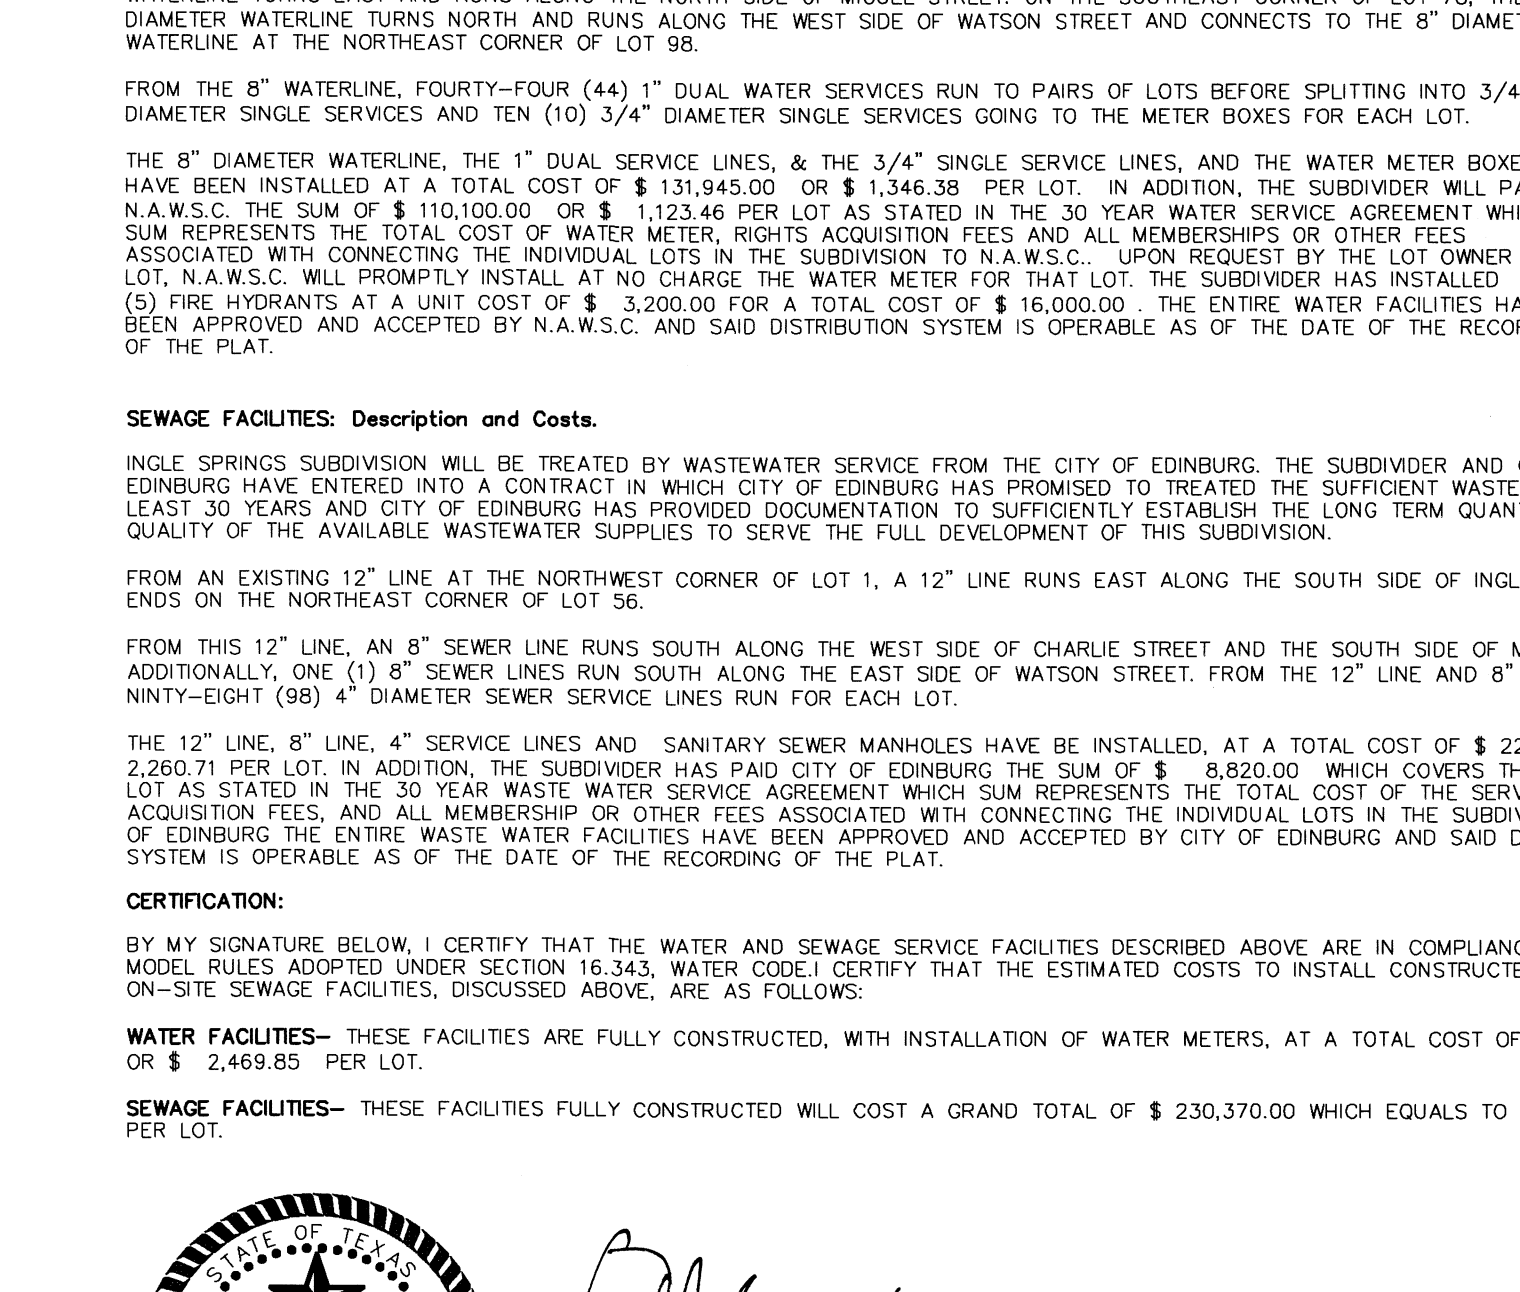 DIAMETER WATERLINE TURNS NORTH AND RUNS ALONG THE WEST SIDE OF WATSON STREET AND CONNECTS TO THE 8" DIAMET
WATERLINE AT THE NORTHEAST CORNER OF LOT 98.
FROM THE 8" WATERLINE, FOURTY–FOUR (44) 1" DUAL WATER SERVICES RUN TO PAIRS OF LOTS BEFORE SPLITTING INTO 3/4
DIAMETER SINGLE SERVICES AND TEN (10) 3/4" DIAMETER SINGLE SERVICES GOING TO THE METER BOXES FOR EACH LOT.
THE 8" DIAMETER WATERLINE, THE 1" DUAL SERVICE LINES, & THE 3/4" SINGLE SERVICE LINES, AND THE WATER METER BOXE
HAVE BEEN INSTALLED AT A TOTAL COST OF $ 131,945.00 OR $ 1,346.38 PER LOT. IN ADDITION, THE SUBDIVIDER WILL PA
N.A.W.S.C. THE SUM OF $ 110,100.00 OR $ 1,123.46 PER LOT AS STATED IN THE 30 YEAR WATER SERVICE AGREEMENT WHI
SUM REPRESENTS THE TOTAL COST OF WATER METER, RIGHTS ACQUISITION FEES AND ALL MEMBERSHIPS OR OTHER FEES
ASSOCIATED WITH CONNECTING THE INDIVIDUAL LOTS IN THE SUBDIVISION TO N.A.W.S.C.. UPON REQUEST BY THE LOT OWNER
LOT, N.A.W.S.C. WILL PROMPTLY INSTALL AT NO CHARGE THE WATER METER FOR THAT LOT. THE SUBDIVIDER HAS INSTALLED
(5) FIRE HYDRANTS AT A UNIT COST OF $ 3,200.00 FOR A TOTAL COST OF $ 16,000.00 . THE ENTIRE WATER FACILITIES HA
BEEN APPROVED AND ACCEPTED BY N.A.W.S.C. AND SAID DISTRIBUTION SYSTEM IS OPERABLE AS OF THE DATE OF THE RECOR
OF THE PLAT.
SEWAGE FACILITIES: Description and Costs.
INGLE SPRINGS SUBDIVISION WILL BE TREATED BY WASTEWATER SERVICE FROM THE CITY OF EDINBURG. THE SUBDIVIDER AND
EDINBURG HAVE ENTERED INTO A CONTRACT IN WHICH CITY OF EDINBURG HAS PROMISED TO TREATED THE SUFFICIENT WASTE
LEAST 30 YEARS AND CITY OF EDINBURG HAS PROVIDED DOCUMENTATION TO SUFFICIENTLY ESTABLISH THE LONG TERM QUAN
QUALITY OF THE AVAILABLE WASTEWATER SUPPLIES TO SERVE THE FULL DEVELOPMENT OF THIS SUBDIVISION.
FROM AN EXISTING 12" LINE AT THE NORTHWEST CORNER OF LOT 1, A 12" LINE RUNS EAST ALONG THE SOUTH SIDE OF INGL
ENDS ON THE NORTHEAST CORNER OF LOT 56.
FROM THIS 12" LINE, AN 8" SEWER LINE RUNS SOUTH ALONG THE WEST SIDE OF CHARLIE STREET AND THE SOUTH SIDE OF M
ADDITIONALLY, ONE (1) 8" SEWER LINES RUN SOUTH ALONG THE EAST SIDE OF WATSON STREET. FROM THE 12" LINE AND 8"
NINTY–EIGHT (98) 4" DIAMETER SEWER SERVICE LINES RUN FOR EACH LOT.
THE 12" LINE, 8" LINE, 4" SERVICE LINES AND SANITARY SEWER MANHOLES HAVE BE INSTALLED, AT A TOTAL COST OF $ 22
2,260.71 PER LOT. IN ADDITION, THE SUBDIVIDER HAS PAID CITY OF EDINBURG THE SUM OF $ 8,820.00 WHICH COVERS TH
LOT AS STATED IN THE 30 YEAR WASTE WATER SERVICE AGREEMENT WHICH SUM REPRESENTS THE TOTAL COST OF THE SERV
ACQUISITION FEES, AND ALL MEMBERSHIP OR OTHER FEES ASSOCIATED WITH CONNECTING THE INDIVIDUAL LOTS IN THE SUBDIV
OF EDINBURG THE ENTIRE WASTE WATER FACILITIES HAVE BEEN APPROVED AND ACCEPTED BY CITY OF EDINBURG AND SAID D
SYSTEM IS OPERABLE AS OF THE DATE OF THE RECORDING OF THE PLAT.
CERTIFICATION:
BY MY SIGNATURE BELOW, I CERTIFY THAT THE WATER AND SEWAGE SERVICE FACILITIES DESCRIBED ABOVE ARE IN COMPLIANC
MODEL RULES ADOPTED UNDER SECTION 16.343, WATER CODE.I CERTIFY THAT THE ESTIMATED COSTS TO INSTALL CONSTRUCTE
ON–SITE SEWAGE FACILITIES, DISCUSSED ABOVE, ARE AS FOLLOWS:
WATER FACILITIES– THESE FACILITIES ARE FULLY CONSTRUCTED, WITH INSTALLATION OF WATER METERS, AT A TOTAL COST OF
OR $ 2,469.85 PER LOT.
SEWAGE FACILITIES– THESE FACILITIES FULLY CONSTRUCTED WILL COST A GRAND TOTAL OF $ 230,370.00 WHICH EQUALS TO
PER LOT.
STATE OF TEXAS